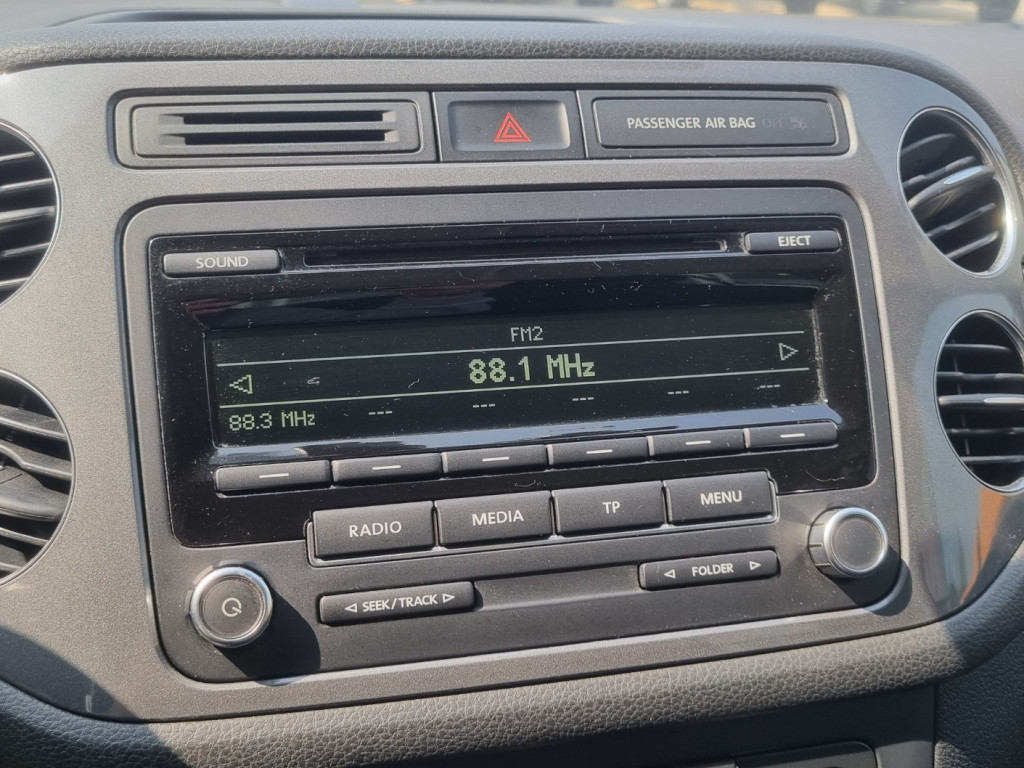 PASSENGER AIR BAG OFF
SOUND
EJECT
FM2
88.1 MHz
88.3 MHz --- --- --- --- ---
RADIO
MEDIA
TP
MENU
SEEK/TRACK
FOLDER